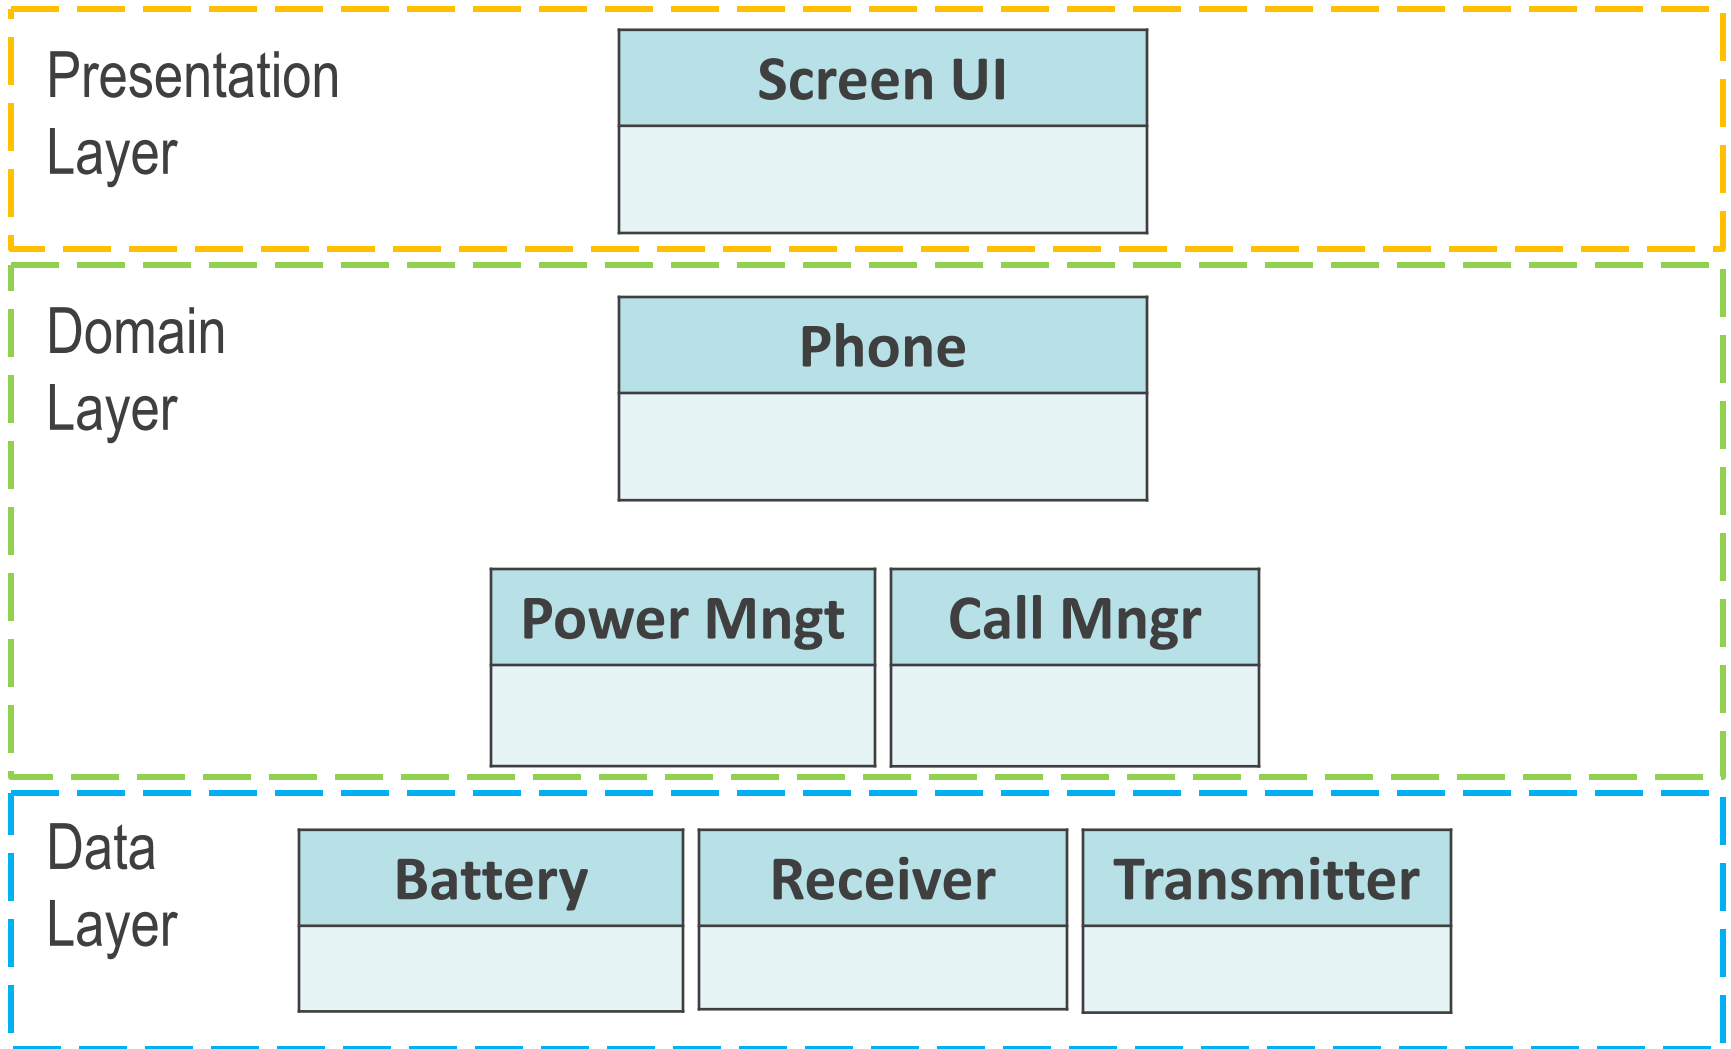 Presentation
Layer
Screen UI
Domain
Layer
Phone
Power Mngt
Call Mngr
Data
Layer
Battery
Receiver
Transmitter